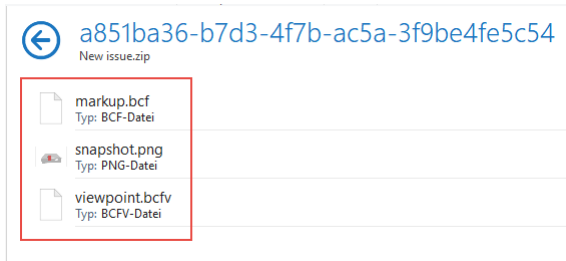 a851ba36-b7d3-4f7b-ac5a-3f9be4fe5c54
New issue.zip
markup.bcf
Typ: BCF-Datei
snapshot.png
Typ: PNG-Datei
viewpoint.bcfv
Typ: BCFV-Datei